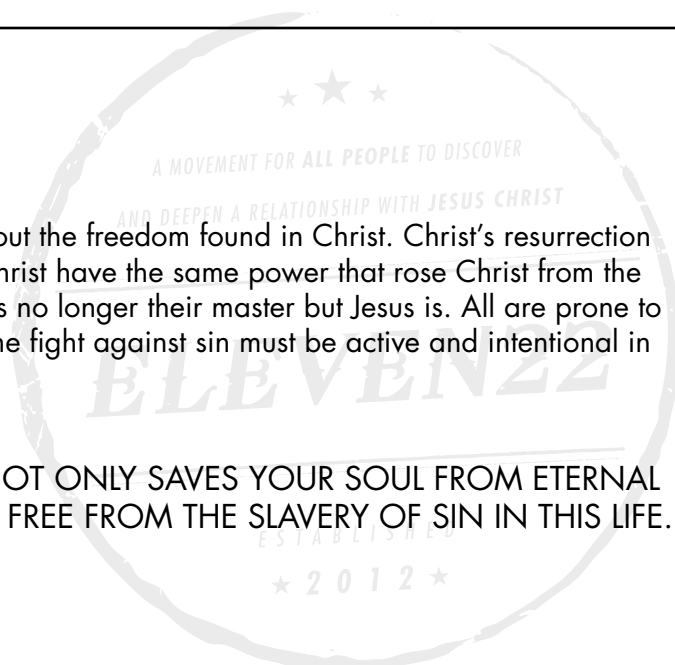 A MOVEMENT FOR ALL PEOPLE TO DISCOVER
AND DEEPEN A RELATIONSHIP WITH JESUS CHRIST
out the freedom found in Christ. Christ’s resurrection
hrist have the same power that rose Christ from the
s no longer their master but Jesus is. All are prone to
ne fight against sin must be active and intentional in
ELEVEN22
OT ONLY SAVES YOUR SOUL FROM ETERNAL
FREE FROM THE SLAVERY OF SIN IN THIS LIFE.
ESTABLISHED
2012